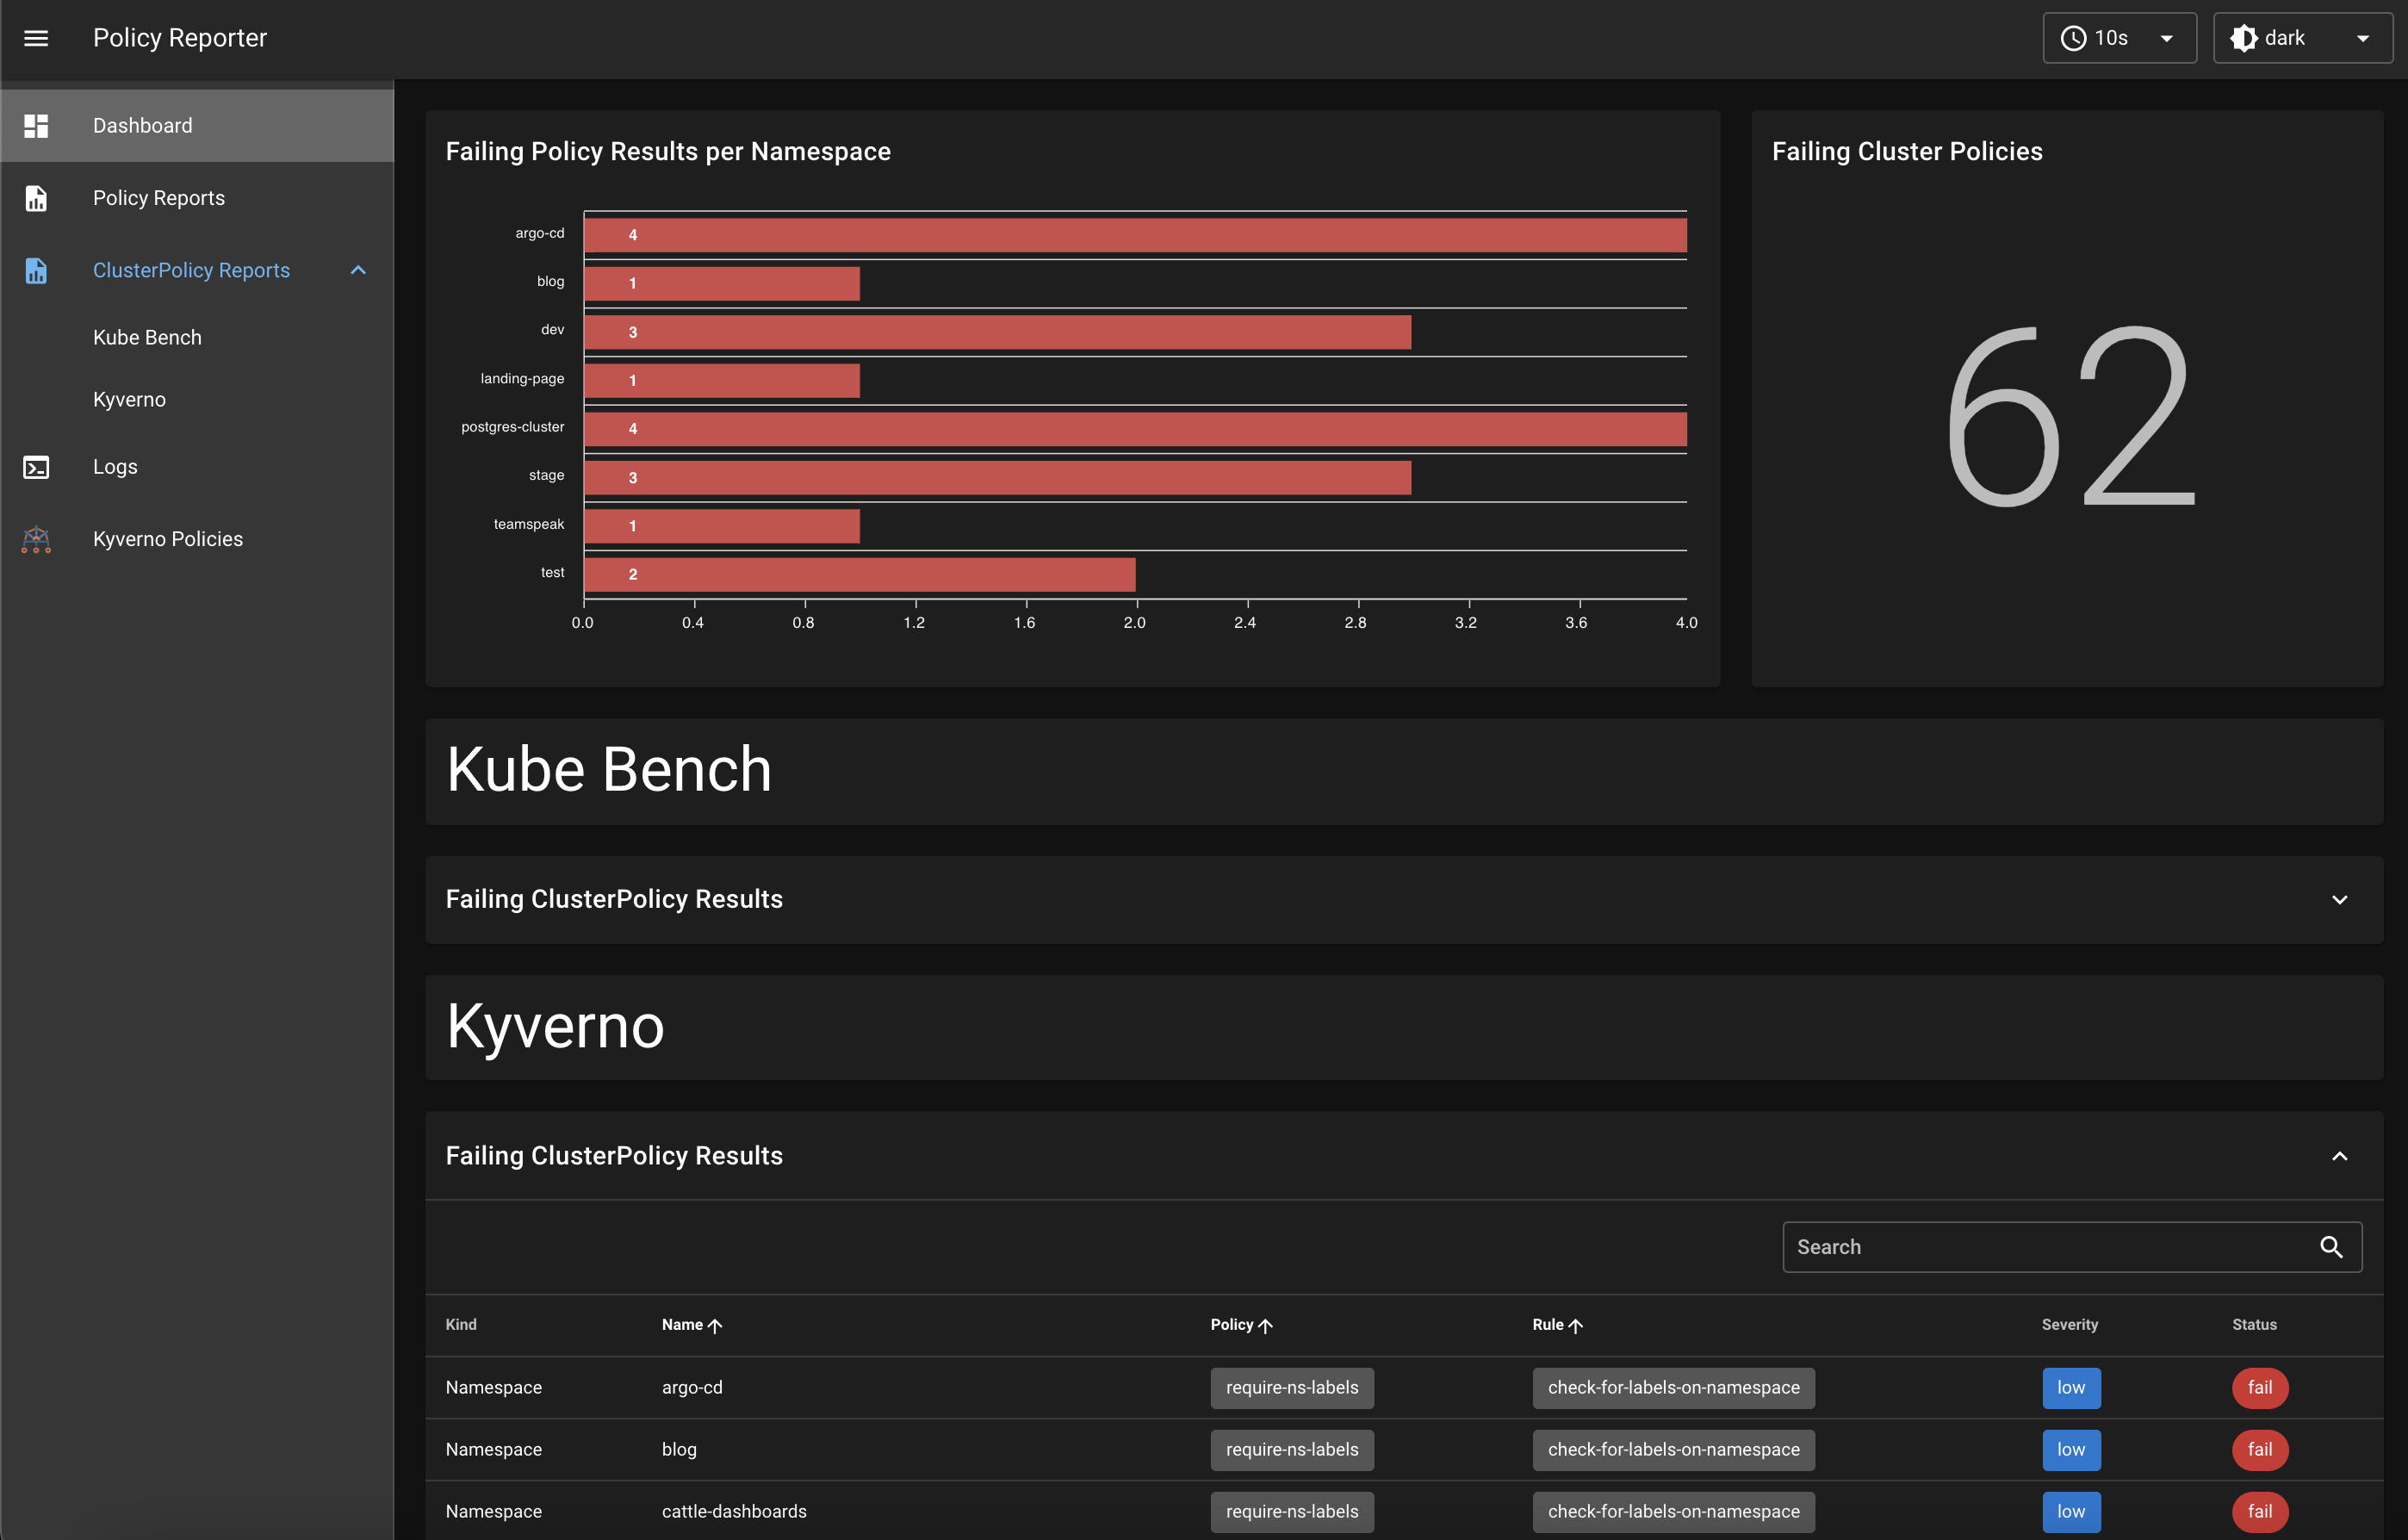 Policy Reporter
10s
dark
Dashboard
Policy Reports
ClusterPolicy Reports
Kube Bench
Kyverno
Logs
Kyverno Policies
Failing Policy Results per Namespace
argo-cd 4
blog 1
dev 3
landing-page 1
postgres-cluster 4
stage 3
teamspeak 1
test 2
0.0 0.4 0.8 1.2 1.6 2.0 2.4 2.8 3.2 3.6 4.0
Failing Cluster Policies
62
Kube Bench
Failing ClusterPolicy Results
Kyverno
Failing ClusterPolicy Results
Search
Kind Name Policy Rule Severity Status
Namespace argo-cd require-ns-labels check-for-labels-on-namespace low fail
Namespace blog require-ns-labels check-for-labels-on-namespace low fail
Namespace cattle-dashboards require-ns-labels check-for-labels-on-namespace low fail